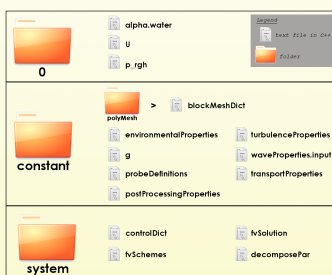 Legend
text file in C++
folder
alpha.water
U
p_rgh
0
polyMesh
>
blockMeshDict
environmentalProperties
turbulenceProperties
g
waveProperties.input
constant
probeDefinitions
transportProperties
postProcessingProperties
controlDict
fvSolution
fvSchemes
decomposePar
system